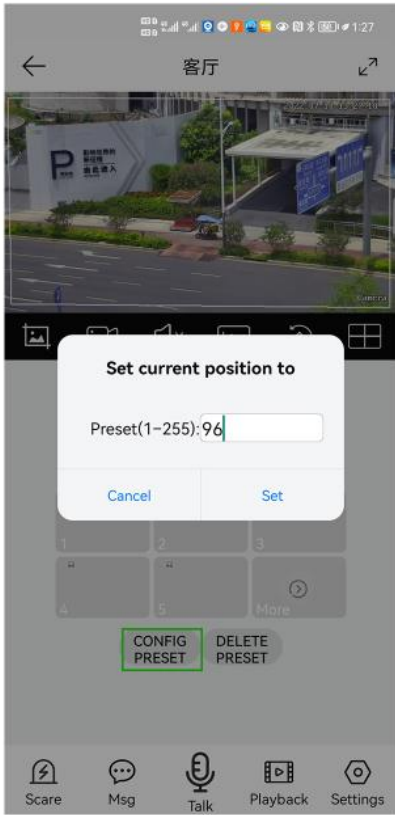 1:27
客厅
P
Camera
Set current position to
Preset(1-255):96
Cancel
Set
1
2
3
4
5
More
CONFIG PRESET
DELETE PRESET
Scare
Msg
Talk
Playback
Settings